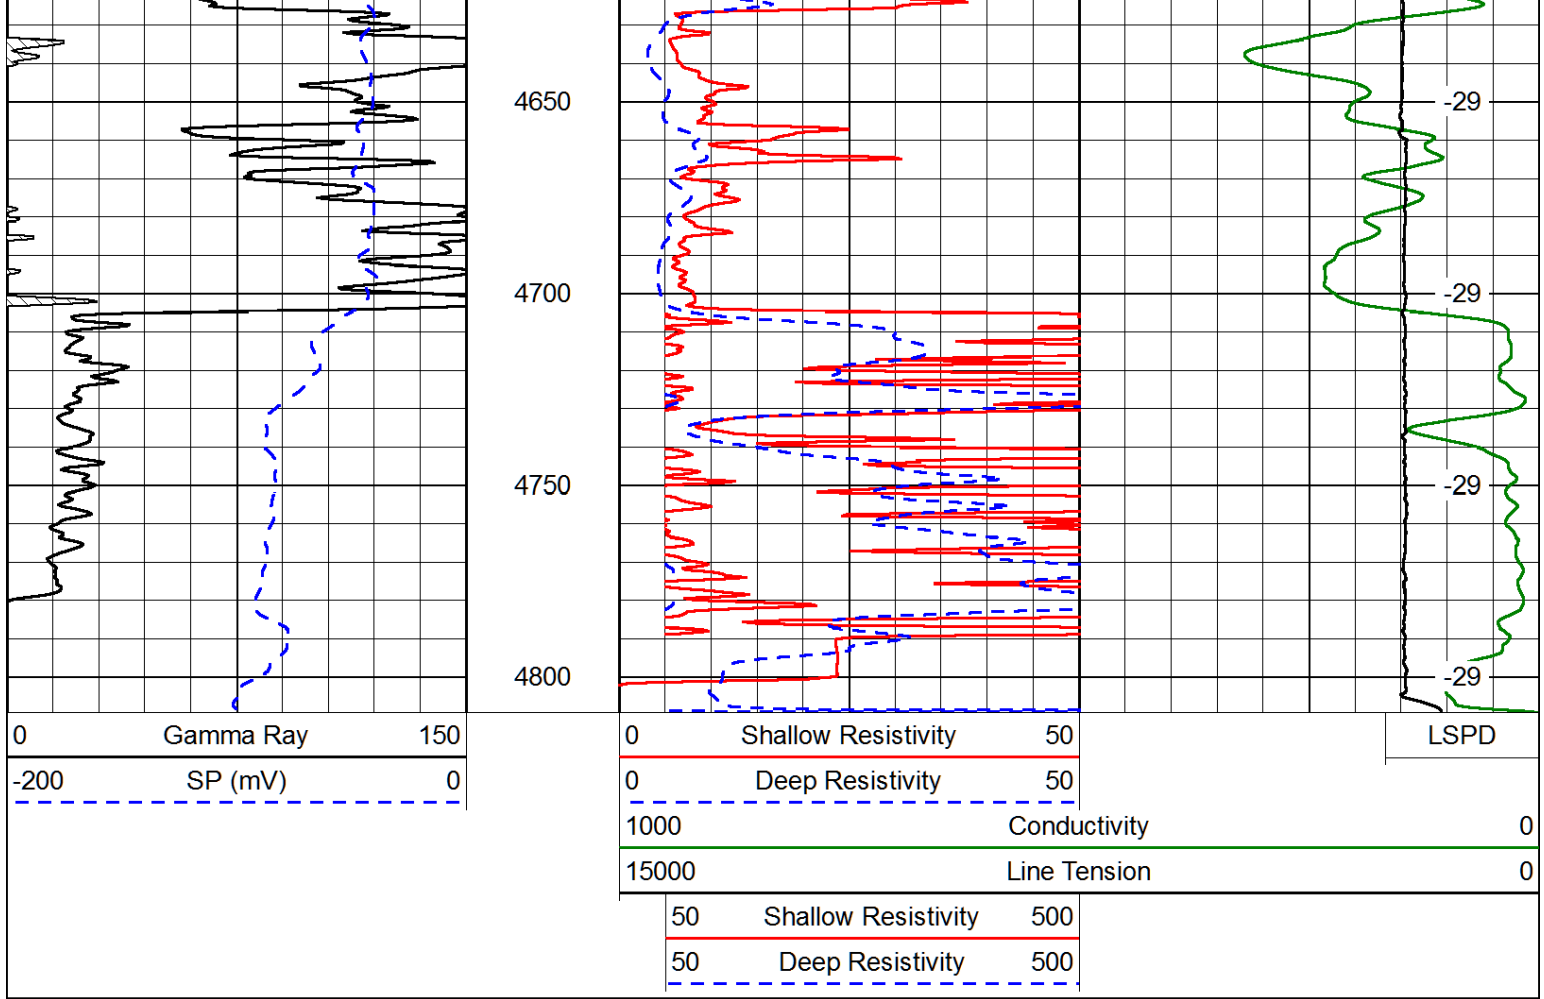 4650 -29
4700 -29
4750 -29
4800 -29
0 Gamma Ray 150 0 Shallow Resistivity 50 LSPD
-200 SP (mV) 0 0 Deep Resistivity 50
1000 Conductivity 0
15000 Line Tension 0
50 Shallow Resistivity 500
50 Deep Resistivity 500